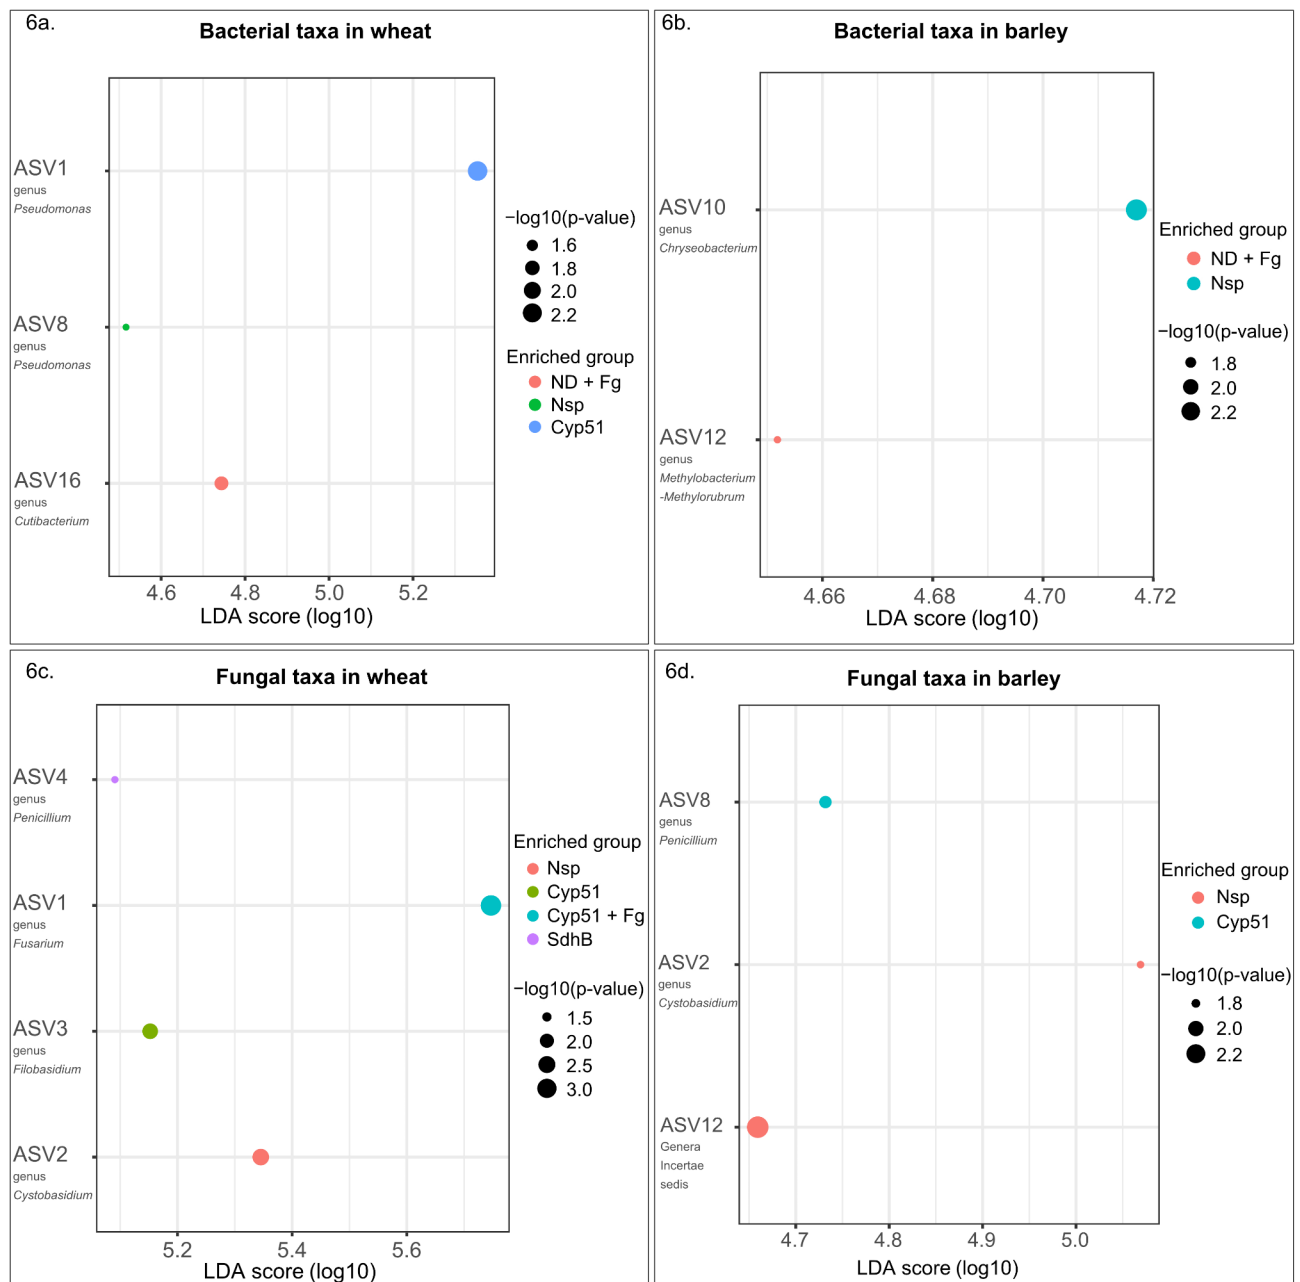 6a.
Bacterial taxa in wheat
ASV1
genus
Pseudomonas
ASV8
genus
Pseudomonas
ASV16
genus
Cutibacterium
4.6 4.8 5.0 5.2
LDA score (log10)
−log10(p-value)
1.6
1.8
2.0
2.2
Enriched group
ND + Fg
Nsp
Cyp51
6b.
Bacterial taxa in barley
ASV10
genus
Chryseobacterium
ASV12
genus
Methylobacterium
-Methylorubrum
4.66 4.68 4.70 4.72
LDA score (log10)
Enriched group
ND + Fg
Nsp
−log10(p-value)
1.8
2.0
2.2
6c.
Fungal taxa in wheat
ASV4
genus
Penicillium
ASV1
genus
Fusarium
ASV3
genus
Filobasidium
ASV2
genus
Cystobasidium
5.2 5.4 5.6
LDA score (log10)
Enriched group
Nsp
Cyp51
Cyp51 + Fg
SdhB
−log10(p-value)
1.5
2.0
2.5
3.0
6d.
Fungal taxa in barley
ASV8
genus
Penicillium
ASV2
genus
Cystobasidium
ASV12
Genera
Incertae
sedis
4.7 4.8 4.9 5.0
LDA score (log10)
Enriched group
Nsp
Cyp51
−log10(p-value)
1.8
2.0
2.2